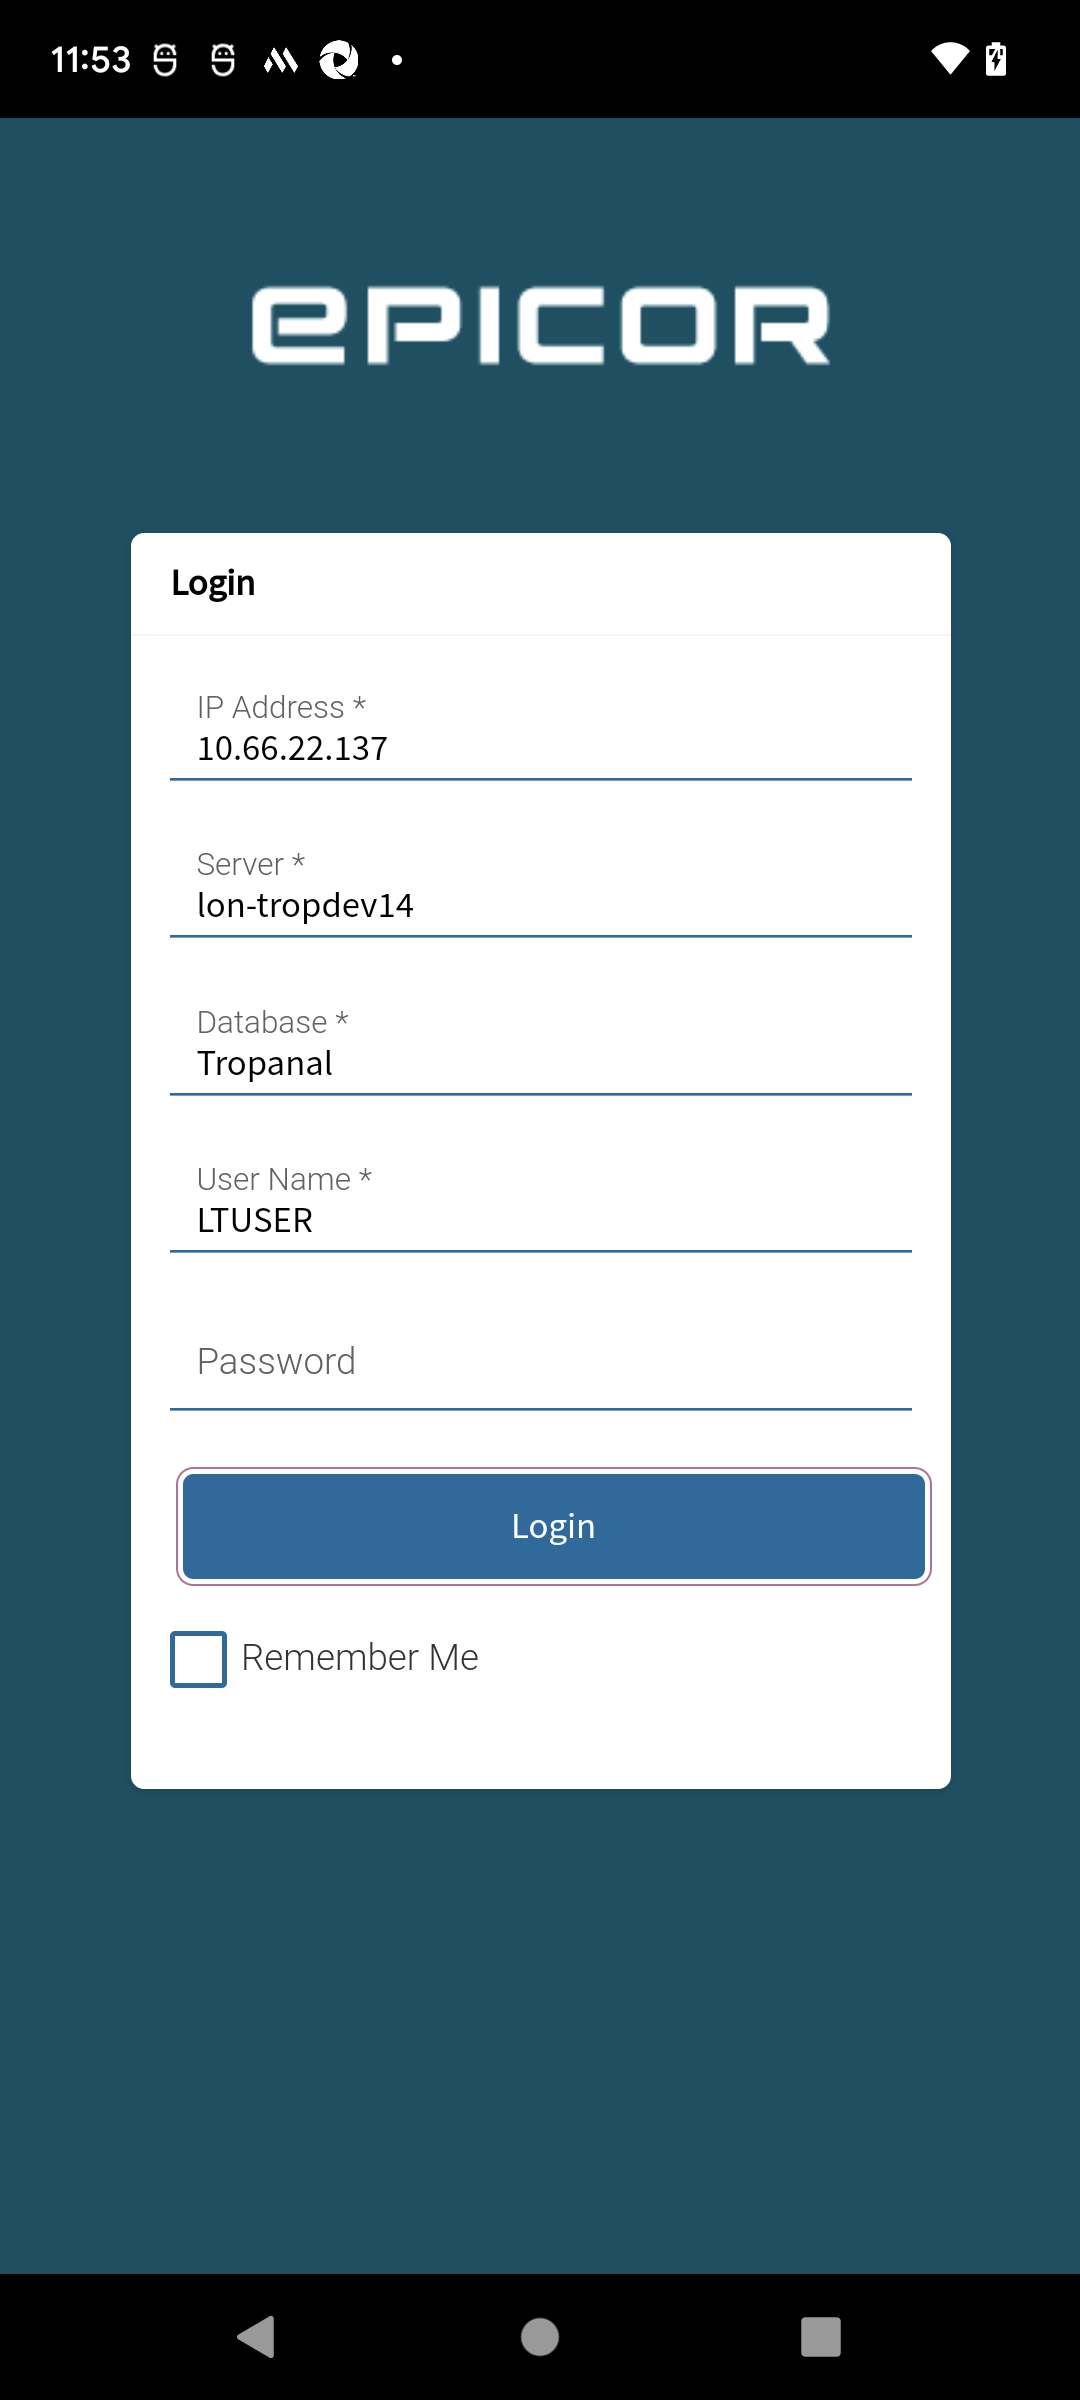 11:53
EPICOR
Login
IP Address *
10.66.22.137
Server *
lon-tropdev14
Database *
Tropanal
User Name *
LTUSER
Password
Login
Remember Me